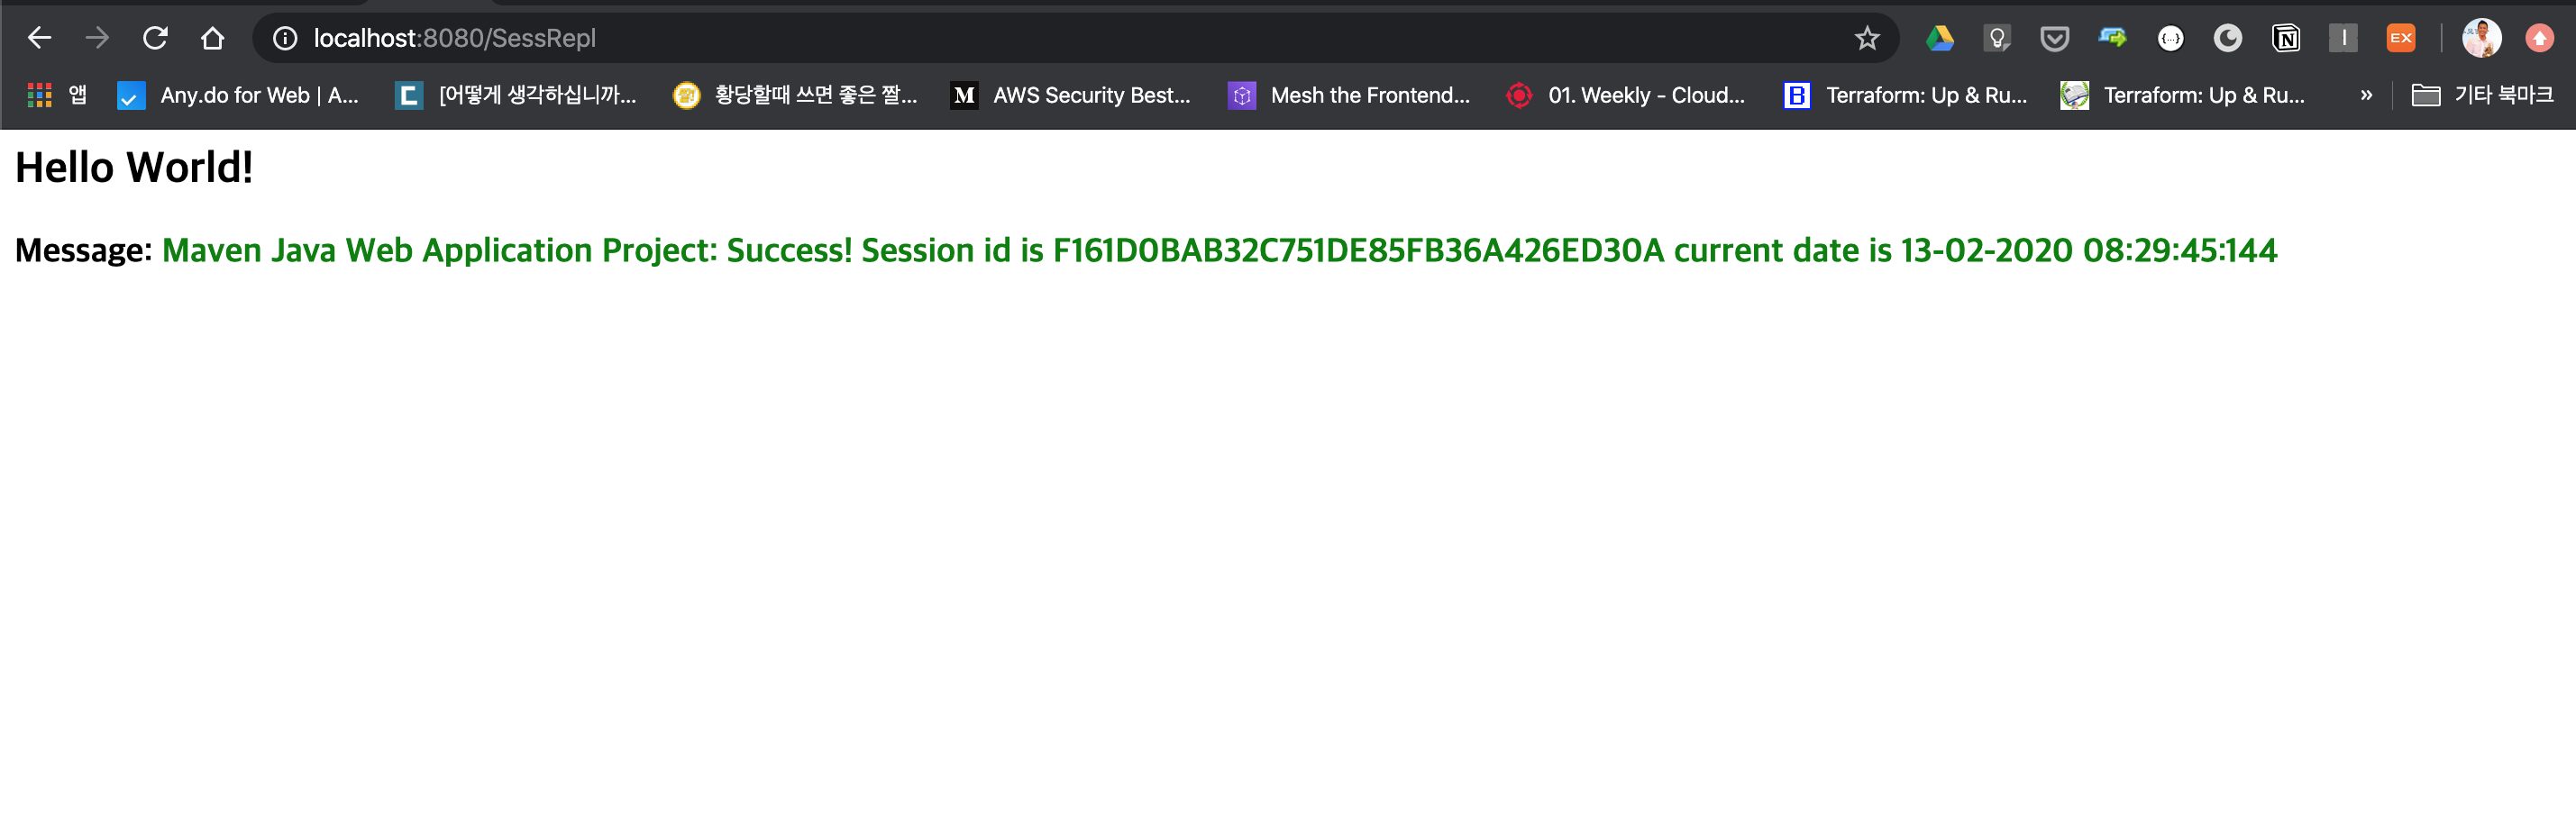 localhost:8080/SessRepl
EX
앱 Any.do for Web | A... [어떻게 생각하십니까... 황당할때 쓰면 좋은 짤... AWS Security Best... Mesh the Frontend... 01. Weekly - Cloud... Terraform: Up & Ru... Terraform: Up & Ru... » 기타 북마크
Hello World!
Message: Maven Java Web Application Project: Success! Session id is F161D0BAB32C751DE85FB36A426ED30A current date is 13-02-2020 08:29:45:144